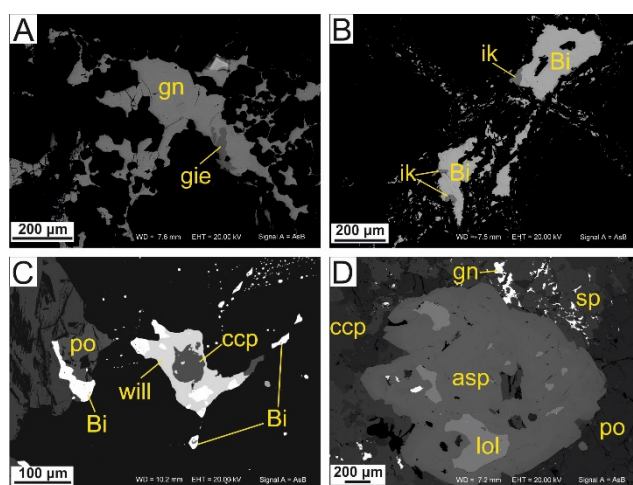 A
gn
gie
200 µm
WD = 7.6 mm EHT = 20.00 kV Signal A = AsB
B
ik
Bi
ik
Bi
200 µm
WD = 7.5 mm EHT = 20.00 kV Signal A = AsB
C
po
ccp
will
Bi
Bi
100 µm
WD = 10.2 mm EHT = 20.00 kV Signal A = AsB
D
gn
sp
ccp
asp
po
lol
200 µm
WD = 7.2 mm EHT = 20.00 kV Signal A = AsB